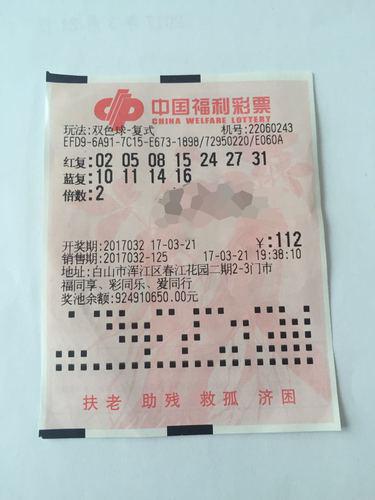 中国福利彩票
CHINA WELFARE LOTTERY
玩法:双色球-复式 机号:22060243
EFD9-6A91-7C15-E673-1898/72950220/E060A
红复:02 05 08 15 24 27 31
蓝复:10 11 14 16
倍数:2
开奖期:2017032 17-03-21 ￥:112
销售期:2017032-125 17-03-21 19:38:10
地址:白山市浑江区春江花园二期2-3门市
福同享、彩同乐、爱同行
奖池余额:924910650.00元
扶老 助残 救孤 济困